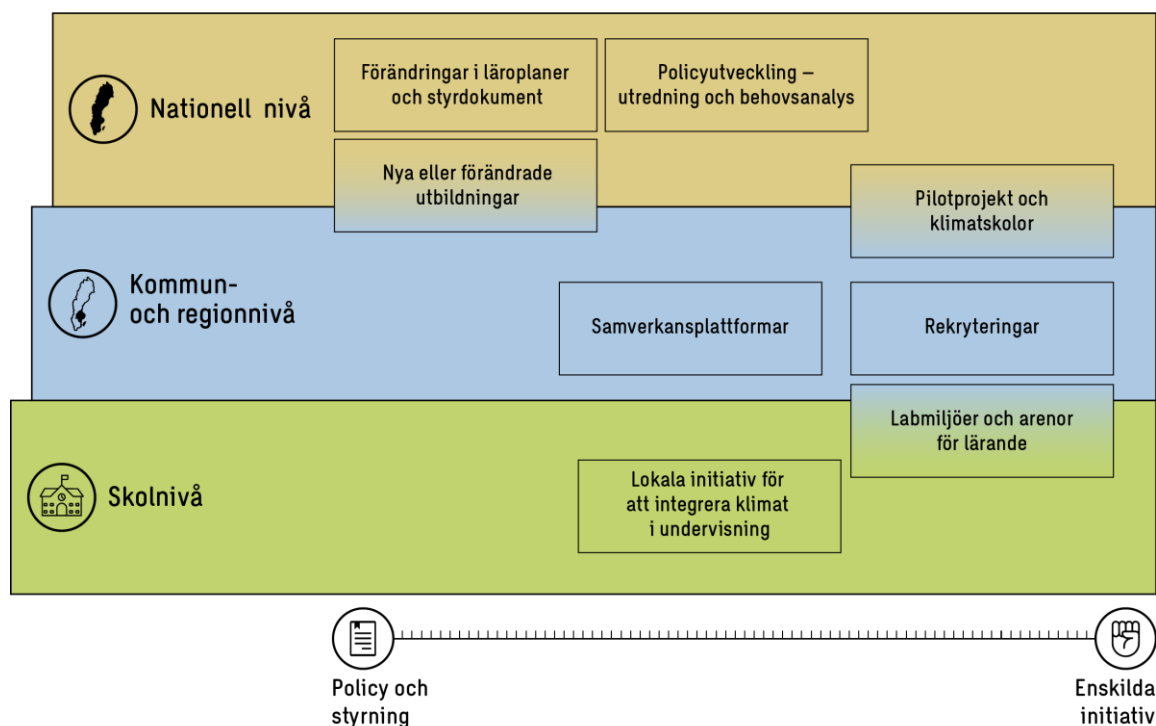 Nationell nivå
Förändringar i läroplaner
och styrdokument
Policyutveckling –
utredning och behovsanalys
Nya eller förändrade
utbildningar
Pilotprojekt och
klimatskolor
Kommun-
och regionnivå
Samverkansplattformar
Rekryteringar
Labmiljöer och arenor
för lärande
Skolnivå
Lokala initiativ för
att integrera klimat
i undervisning
Policy och
styrning
Enskilda
initiativ